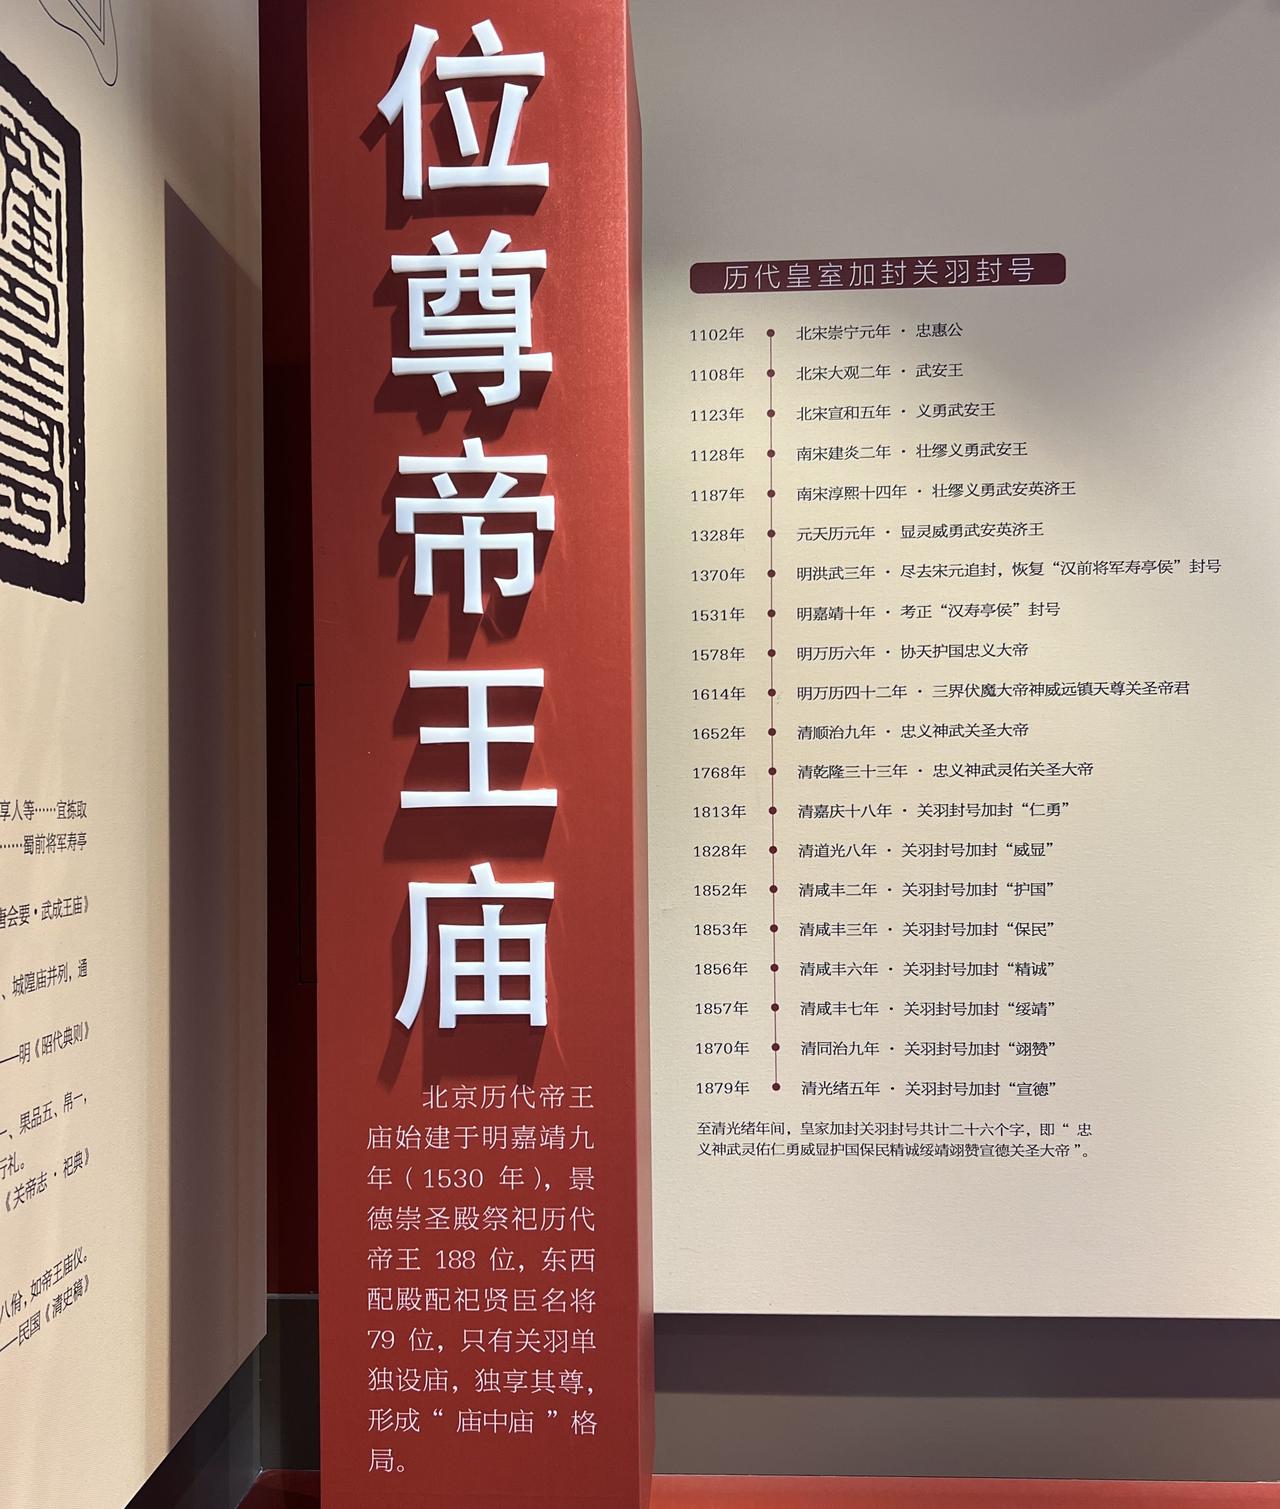 享人等……宜拣取
……蜀前将军寿亭
唐会要·武成王庙》
、城隍庙并列，通
——明《昭代典则》
一、果品五、帛一，
行礼。
《关帝志·祀典》
八佾，如帝王庙仪。
——民国《清史稿》
位尊帝王庙
北京历代帝王
庙始建于明嘉靖九
年（1530 年），景
德崇圣殿祭祀历代
帝王 188 位，东西
配殿配祀贤臣名将
79 位，只有关羽单
独设庙，独享其尊，
形成“庙中庙”格
局。
历代皇室加封关羽封号
1102年 北宋崇宁元年 · 忠惠公
1108年 北宋大观二年 · 武安王
1123年 北宋宣和五年 · 义勇武安王
1128年 南宋建炎二年 · 壮缪义勇武安王
1187年 南宋淳熙十四年 · 壮缪义勇武安英济王
1328年 元天历元年 · 显灵威勇武安英济王
1370年 明洪武三年 · 尽去宋元追封，恢复“汉前将军寿亭侯”封号
1531年 明嘉靖十年 · 考正“汉寿亭侯”封号
1578年 明万历六年 · 协天护国忠义大帝
1614年 明万历四十二年 · 三界伏魔大帝神威远镇天尊关圣帝君
1652年 清顺治九年 · 忠义神武关圣大帝
1768年 清乾隆三十三年 · 忠义神武灵佑关圣大帝
1813年 清嘉庆十八年 · 关羽封号加封“仁勇”
1828年 清道光八年 · 关羽封号加封“威显”
1852年 清咸丰二年 · 关羽封号加封“护国”
1853年 清咸丰三年 · 关羽封号加封“保民”
1856年 清咸丰六年 · 关羽封号加封“精诚”
1857年 清咸丰七年 · 关羽封号加封“绥靖”
1870年 清同治九年 · 关羽封号加封“翊赞”
1879年 清光绪五年 · 关羽封号加封“宣德”
至清光绪年间，皇家加封关羽封号共计二十六个字，即“ 忠
义神武灵佑仁勇威显护国保民精诚绥靖翊赞宣德关圣大帝 ”。